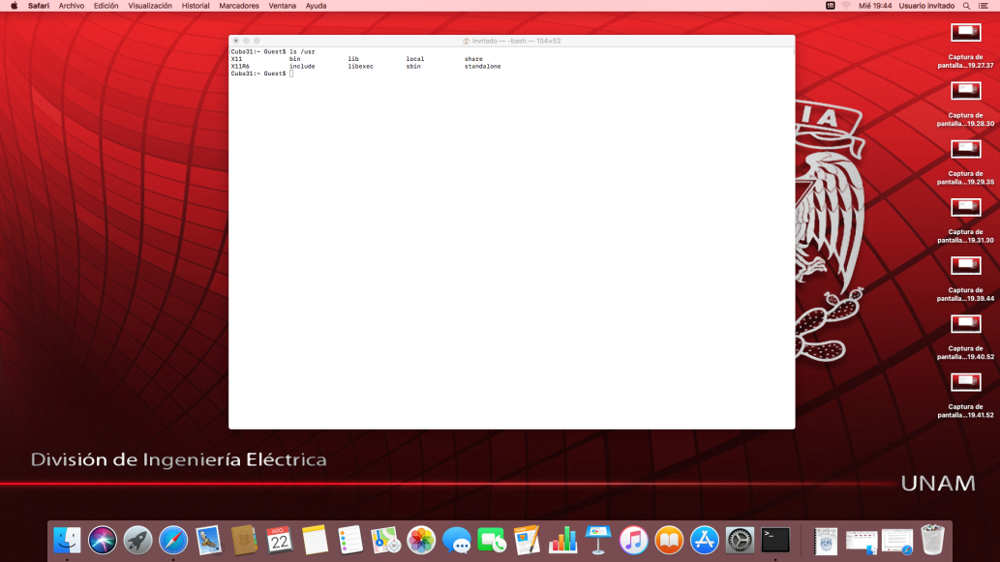 Safari Archivo Edición Visualización Historial Marcadores Ventana Ayuda Mié 19:44 Usuario invitado
invitado — -bash — 154×52
Cuba31:~ Guest$ ls /usr
X11 bin lib local share
X11R6 include libexec sbin standalone
Cuba31:~ Guest$
IA
Captura de
pantalla...19.27.37
Captura de
pantalla...19.28.30
Captura de
pantalla...19.29.35
Captura de
pantalla...19.31.30
Captura de
pantalla...19.39.44
Captura de
pantalla...19.40.52
Captura de
pantalla...19.41.52
División de Ingeniería Eléctrica
UNAM
AGO
22